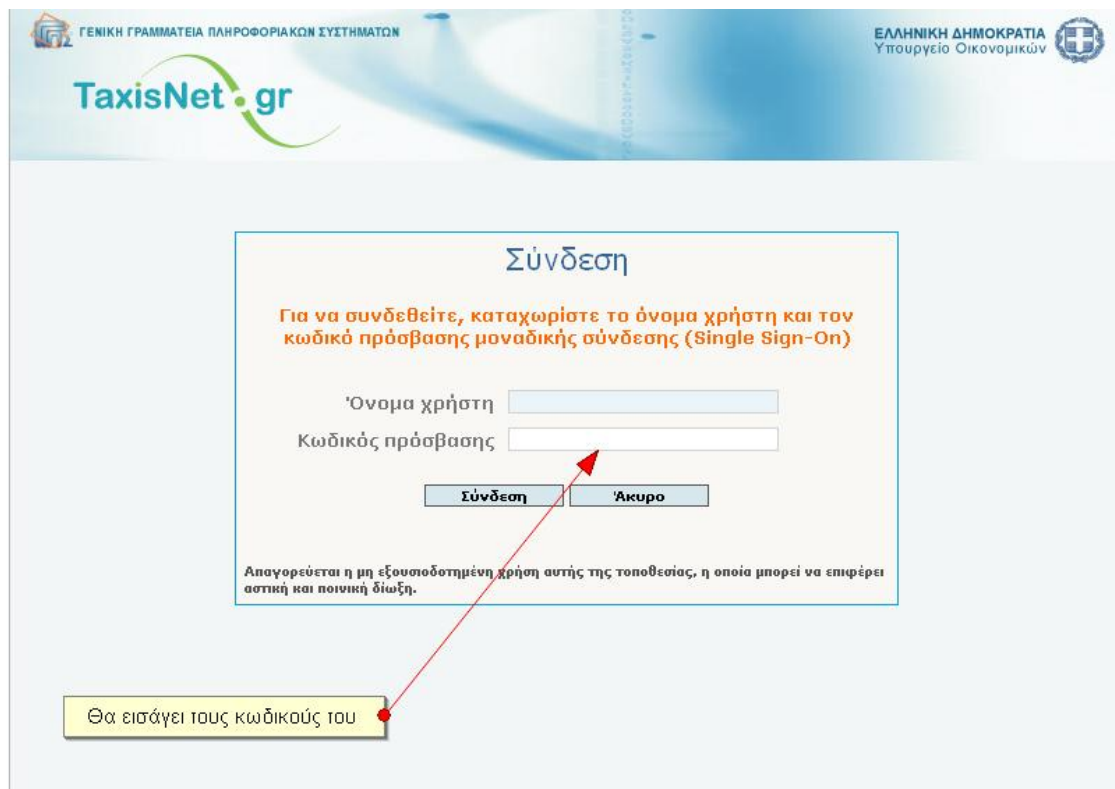 ΓΕΝΙΚΗ ΓΡΑΜΜΑΤΕΙΑ ΠΛΗΡΟΦΟΡΙΑΚΩΝ ΣΥΣΤΗΜΑΤΩΝ
ΕΛΛΗΝΙΚΗ ΔΗΜΟΚΡΑΤΙΑ
Υπουργείο Οικονομικών
TaxisNet.gr
Σύνδεση
Για να συνδεθείτε, καταχωρίστε το όνομα χρήστη και τον
κωδικό πρόσβασης μοναδικής σύνδεσης (Single Sign-On)
Όνομα χρήστη
Κωδικός πρόσβασης
Σύνδεση Άκυρο
Απαγορεύεται η μη εξουσιοδοτημένη χρήση αυτής της τοποθεσίας, η οποία μπορεί να επιφέρει
αστική και ποινική δίωξη.
Θα εισάγει τους κωδικούς του